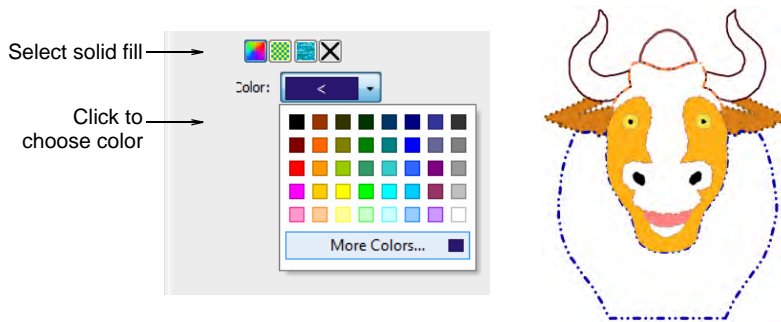 Select solid fill
Color:
<
Click to
choose color
More Colors...